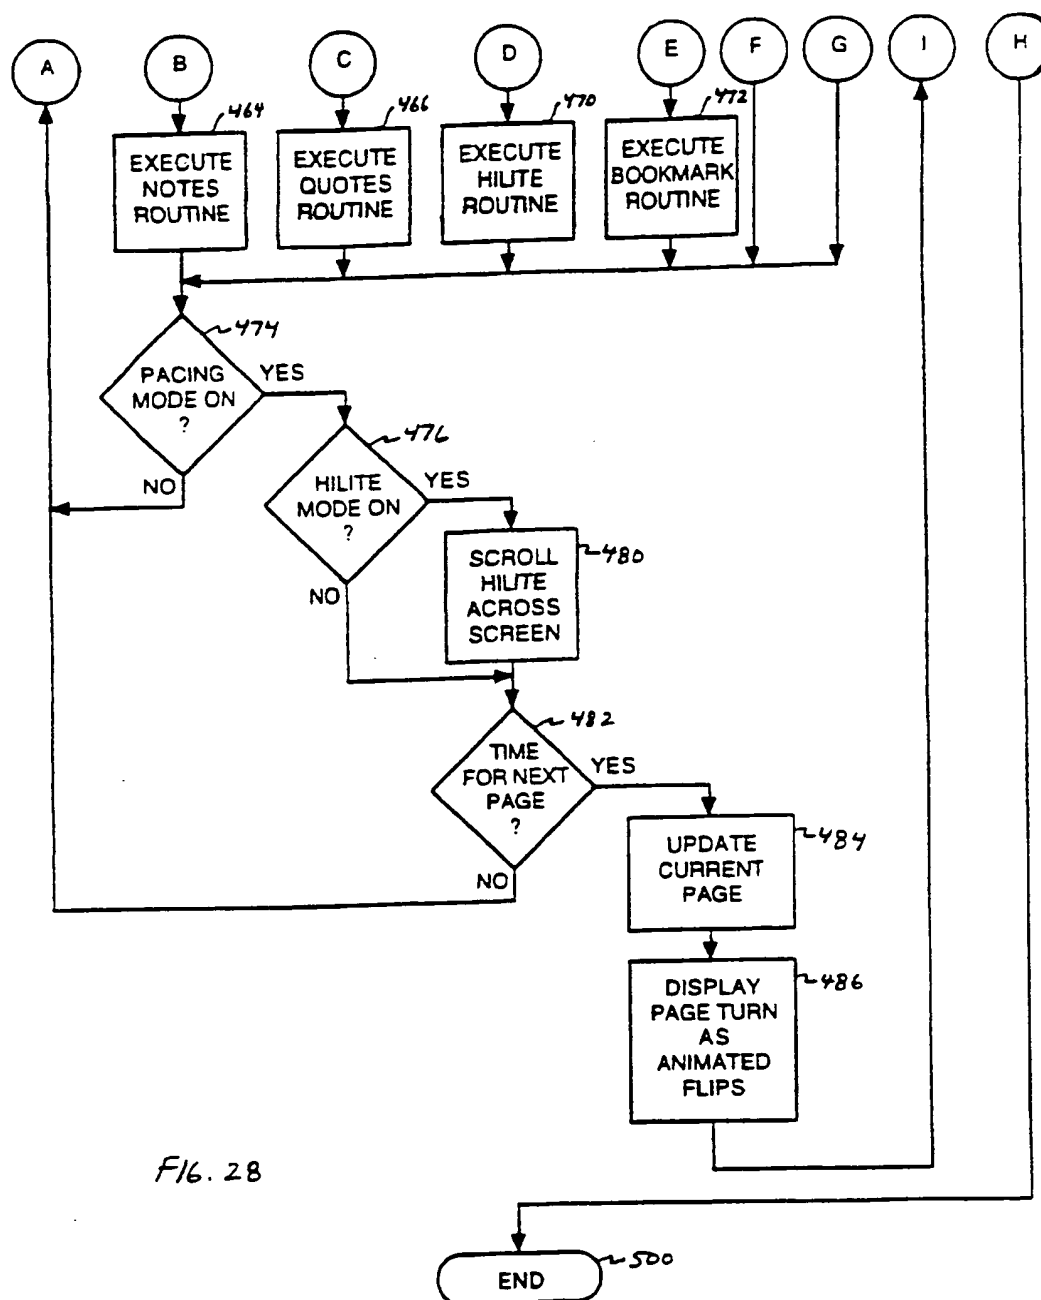 A
B
C
D
E
F
G
I
H
464
466
470
472
EXECUTE
NOTES
ROUTINE
EXECUTE
QUOTES
ROUTINE
EXECUTE
HILITE
ROUTINE
EXECUTE
BOOKMARK
ROUTINE
474
PACING
MODE ON
?
YES
NO
476
HILITE
MODE ON
?
YES
NO
480
SCROLL
HILITE
ACROSS
SCREEN
482
TIME
FOR NEXT
PAGE
?
YES
NO
484
UPDATE
CURRENT
PAGE
486
DISPLAY
PAGE TURN
AS
ANIMATED
FLIPS
FIG. 28
500
END